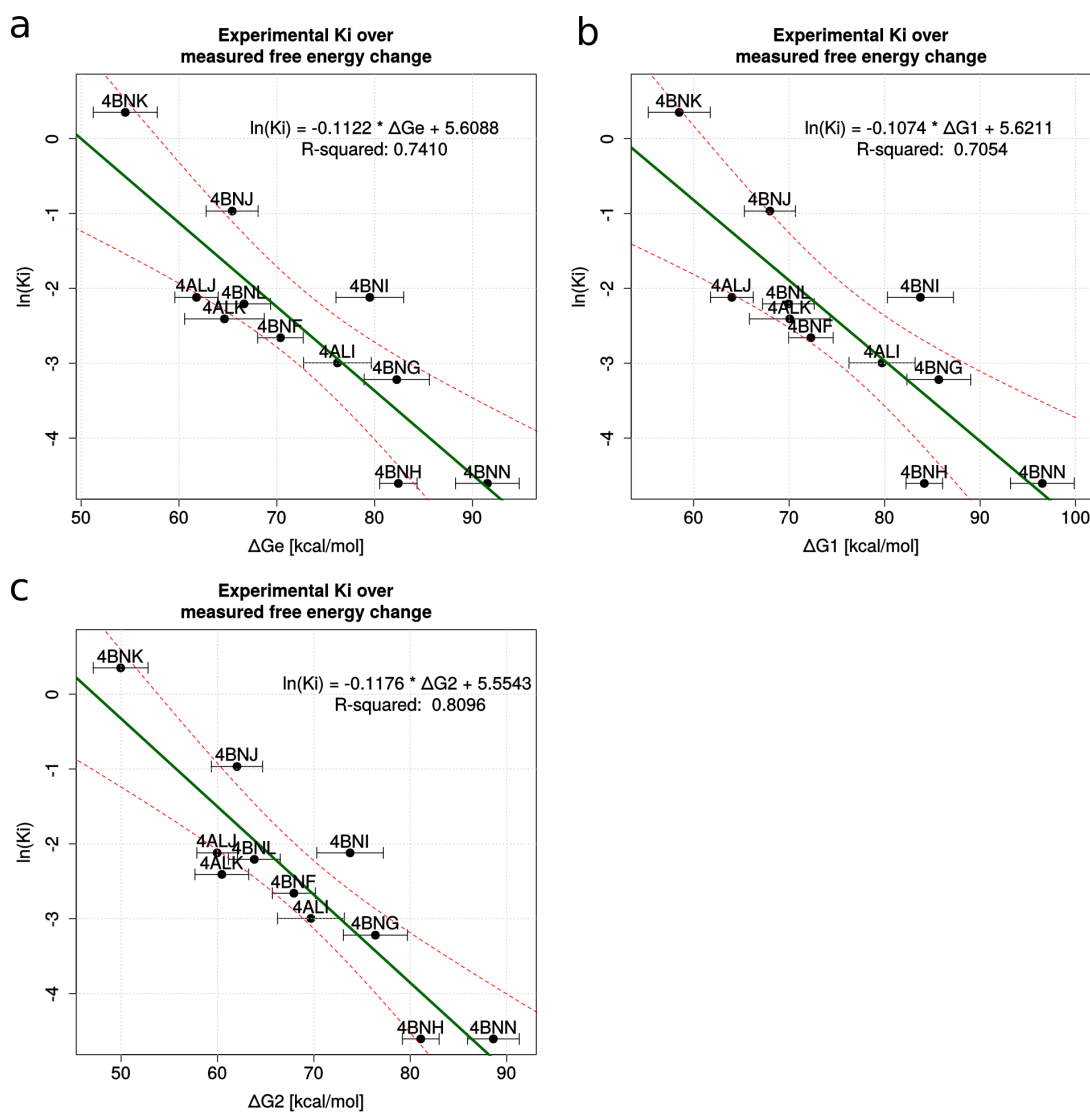 a
Experimental Ki over
measured free energy change
4BNK
ln(Ki) = -0.1122 * ΔGe + 5.6088
R-squared: 0.7410
4BNJ
4ALJ
4BNL
4BNI
4ALK
4BNF
4ALI
4BNG
4BNH
4BNN
0
-1
-2
-3
-4
ln(Ki)
50 60 70 80 90
ΔGe [kcal/mol]
b
Experimental Ki over
measured free energy change
4BNK
ln(Ki) = -0.1074 * ΔG1 + 5.6211
R-squared: 0.7054
4BNJ
4ALJ
4BNL
4BNI
4ALK
4BNF
4ALI
4BNG
4BNH
4BNN
0
-1
-2
-3
-4
ln(Ki)
60 70 80 90 100
ΔG1 [kcal/mol]
c
Experimental Ki over
measured free energy change
4BNK
ln(Ki) = -0.1176 * ΔG2 + 5.5543
R-squared: 0.8096
4BNJ
4ALJ
4BNL
4BNI
4ALK
4BNF
4ALI
4BNG
4BNH
4BNN
0
-1
-2
-3
-4
ln(Ki)
50 60 70 80 90
ΔG2 [kcal/mol]